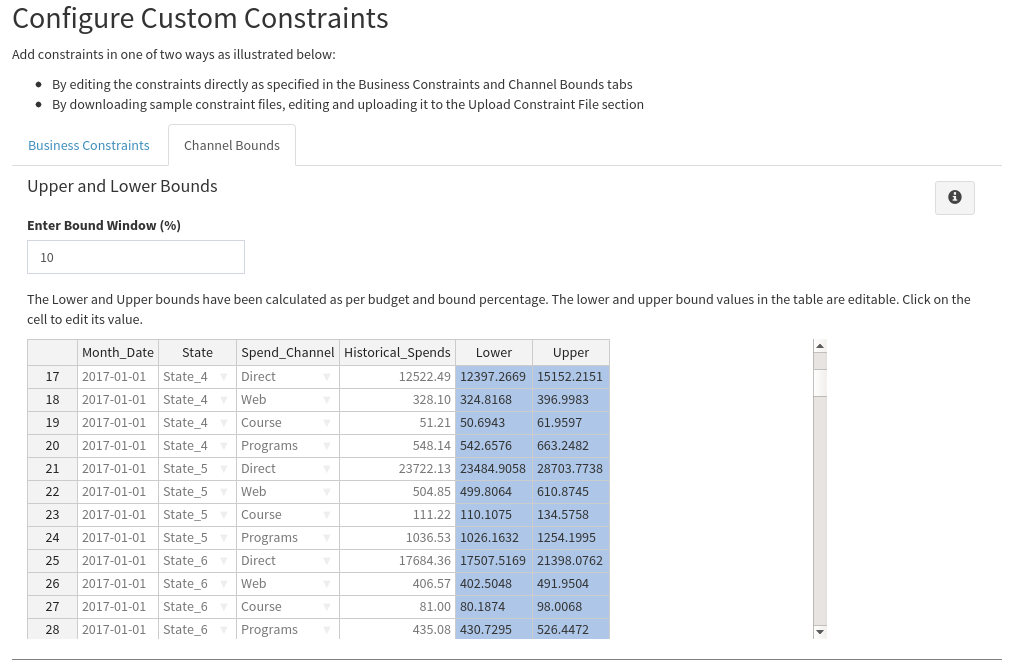 Configure Custom Constraints
Add constraints in one of two ways as illustrated below:
By editing the constraints directly as specified in the Business Constraints and Channel Bounds tabs
By downloading sample constraint files, editing and uploading it to the Upload Constraint File section
Business Constraints Channel Bounds
Upper and Lower Bounds
Enter Bound Window (%)
10
The Lower and Upper bounds have been calculated as per budget and bound percentage. The lower and upper bound values in the table are editable. Click on the
cell to edit its value.
Month_Date State Spend_Channel Historical_Spends Lower Upper
17 2017-01-01 State_4 Direct 12522.49 12397.2669 15152.2151
18 2017-01-01 State_4 Web 328.10 324.8168 396.9983
19 2017-01-01 State_4 Course 51.21 50.6943 61.9597
20 2017-01-01 State_4 Programs 548.14 542.6576 663.2482
21 2017-01-01 State_5 Direct 23722.13 23484.9058 28703.7738
22 2017-01-01 State_5 Web 504.85 499.8064 610.8745
23 2017-01-01 State_5 Course 111.22 110.1075 134.5758
24 2017-01-01 State_5 Programs 1036.53 1026.1632 1254.1995
25 2017-01-01 State_6 Direct 17684.36 17507.5169 21398.0762
26 2017-01-01 State_6 Web 406.57 402.5048 491.9504
27 2017-01-01 State_6 Course 81.00 80.1874 98.0068
28 2017-01-01 State_6 Programs 435.08 430.7295 526.4472